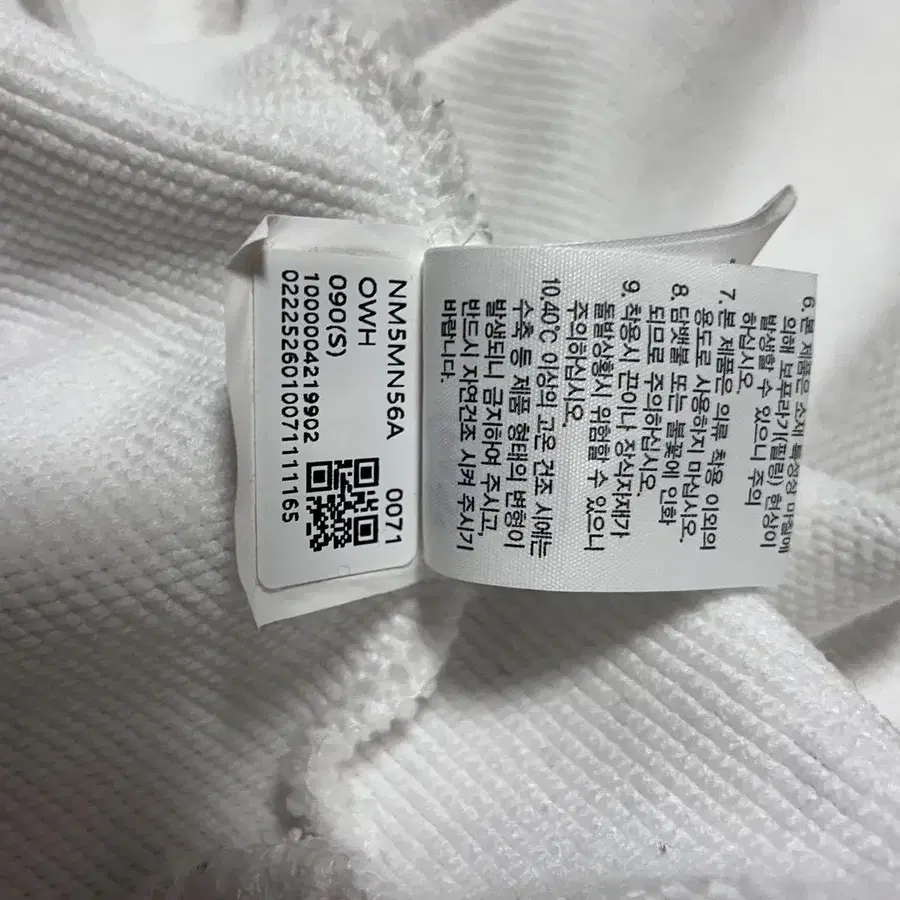 NM5MN56A 0071
OWH
090(S)
1000004219902
0222526010071111165
6. 본 제품은 소재 특성상 마찰에
의해 보푸라기(필링) 현상이
발생할 수 있으니 주의
하십시오.
7. 본 제품은 의류 착용 이외의
용도로 사용하지 마십시오.
8. 담뱃불 또는 불꽃에 인화
되므로 주의하십시오.
9. 착용시 끈이나 장식자재가
돌발상황시 위험할 수 있으니
주의하십시오.
10.40℃ 이상의 고온 건조 시에는
수축 등 제품 형태의 변형이
발생되니 금지하여 주시고,
반드시 자연건조 시켜 주시기
바랍니다.